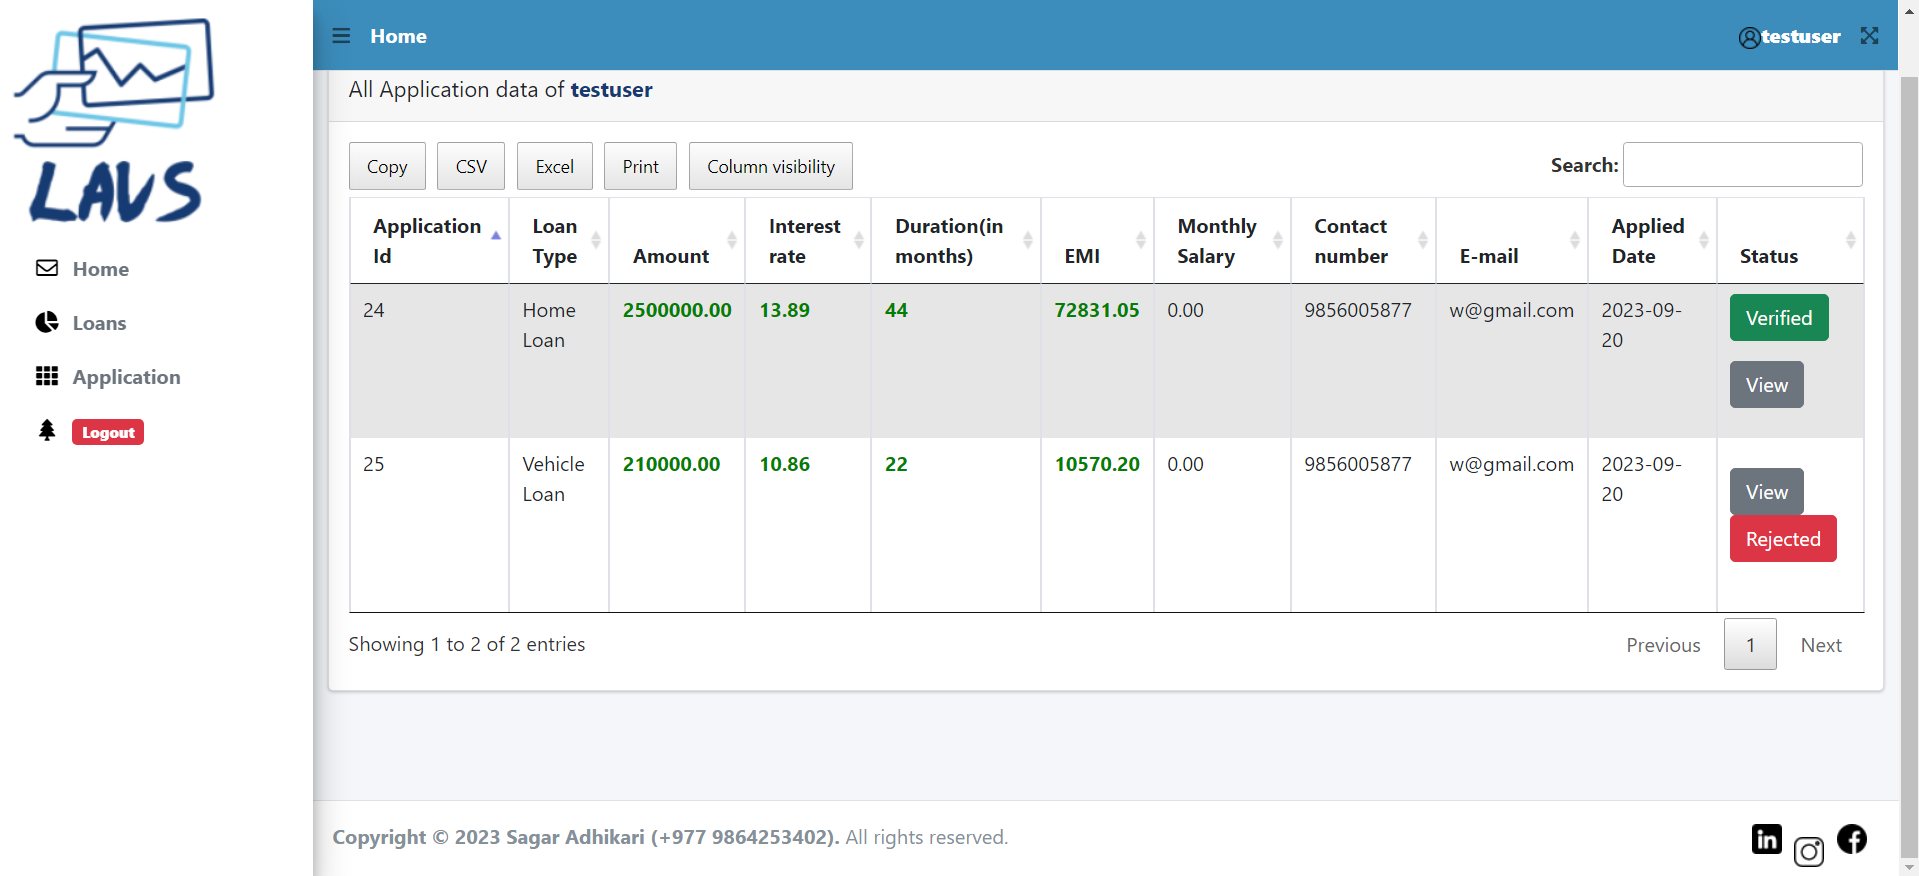 LAVS
Home
Loans
Application
Logout
Home
testuser
All Application data of testuser
Copy CSV Excel Print Column visibility Search:
Application Id Loan Type Amount Interest rate Duration(in months) EMI Monthly Salary Contact number E-mail Applied Date Status
24 Home Loan 2500000.00 13.89 44 72831.05 0.00 9856005877 w@gmail.com 2023-09-20 Verified
View
25 Vehicle Loan 210000.00 10.86 22 10570.20 0.00 9856005877 w@gmail.com 2023-09-20 View
Rejected
Showing 1 to 2 of 2 entries
Previous 1 Next
Copyright © 2023 Sagar Adhikari (+977 9864253402). All rights reserved.